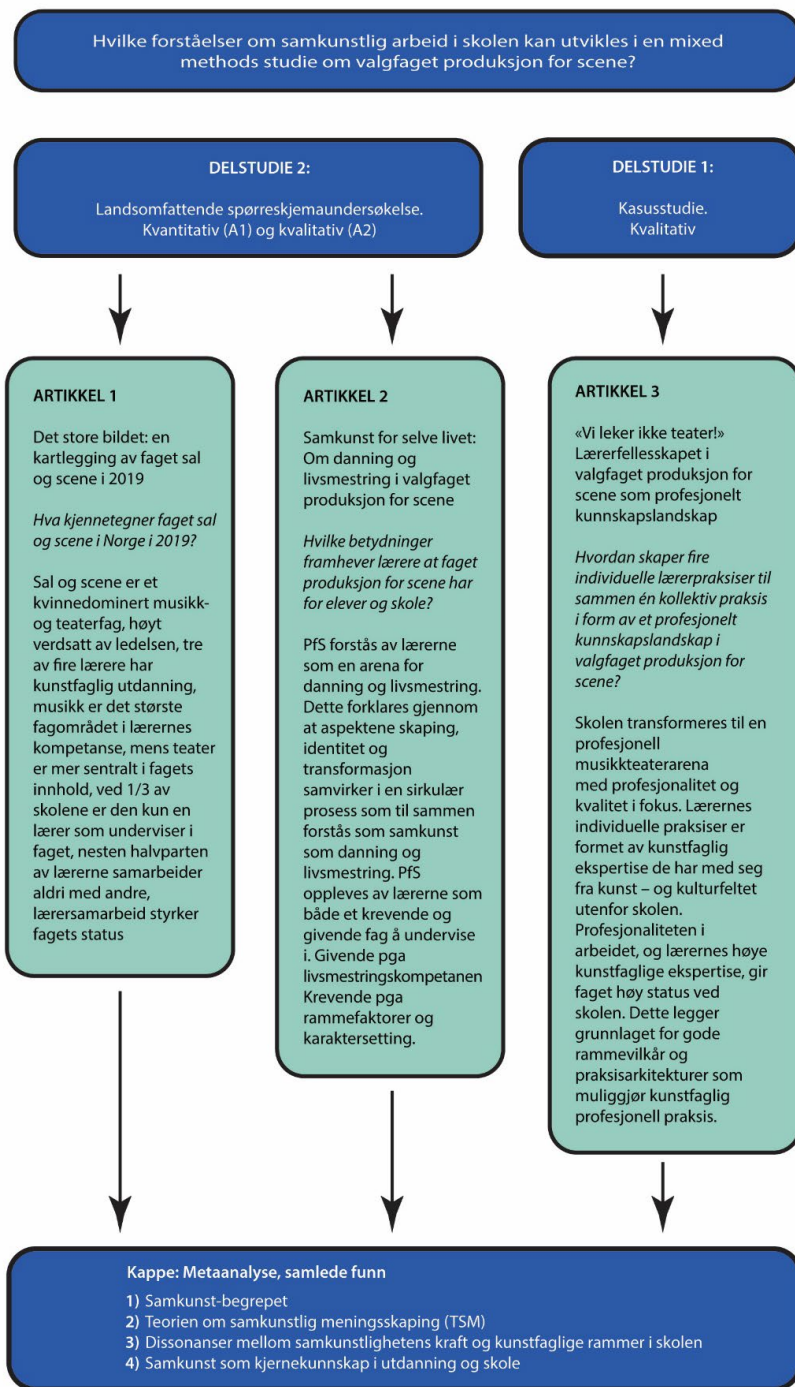 Hvilke forståelser om samkunstlig arbeid i skolen kan utvikles i en mixed
methods studie om valgfaget produksjon for scene?
DELSTUDIE 2:
Landsomfattende spørreskjemaundersøkelse.
Kvantitativ (A1) og kvalitativ (A2)
DELSTUDIE 1:
Kasusstudie.
Kvalitativ
ARTIKKEL 1
Det store bildet: en
kartlegging av faget sal
og scene i 2019
Hva kjennetegner faget sal
og scene i Norge i 2019?
Sal og scene er et
kvinnedominert musikk-
og teaterfag, høyt
verdsatt av ledelsen, tre
av fire lærere har
kunstfaglig utdanning,
musikk er det største
fagområdet i lærernes
kompetanse, mens teater
er mer sentralt i fagets
innhold, ved 1/3 av
skolene er den kun en
lærer som underviser i
faget, nesten halvparten
av lærerne samarbeider
aldri med andre,
lærersamarbeid styrker
fagets status
ARTIKKEL 2
Samkunst for selve livet:
Om danning og
livsmestring i valgfaget
produksjon for scene
Hvilke betydninger
framhever lærere at faget
produksjon for scene har
for elever og skole?
PfS forstås av lærerne
som en arena for
danning og livsmestring.
Dette forklares gjennom
at aspektene skaping,
identitet og
transformasjon
samvirker i en sirkulær
prosess som til sammen
forstås som samkunst
som danning og
livsmestring. PfS
oppleves av lærerne som
både et krevende og
givende fag å undervise
i. Givende pga
livsmestringskompetanen
Krevende pga
rammefaktorer og
karaktersetting.
ARTIKKEL 3
«Vi leker ikke teater!»
Lærerfellesskapet i
valgfaget produksjon for
scene som profesjonelt
kunnskapslandskap
Hvordan skaper fire
individuelle lærerpraksiser til
sammen én kollektiv praksis
i form av et profesjonelt
kunnskapslandskap i
valgfaget produksjon for
scene?
Skolen transformeres til en
profesjonell
musikkteaterarena
med profesjonalitet og
kvalitet i fokus. Lærernes
individuelle praksiser er
formet av kunstfaglig
ekspertise de har med seg
fra kunst – og kulturfeltet
utenfor skolen.
Profesjonaliteten i
arbeidet, og lærernes høye
kunstfaglige ekspertise, gir
faget høy status ved
skolen. Dette legger
grunnlaget for gode
rammevilkår og
praksisarkitekturer som
muliggjør kunstfaglig
profesjonell praksis.
Kappe: Metaanalyse, samlede funn
1) Samkunst-begrepet
2) Teorien om samkunstlig meningsskaping (TSM)
3) Dissonanser mellom samkunstlighetens kraft og kunstfaglige rammer i skolen
4) Samkunst som kjernekunnskap i utdanning og skole